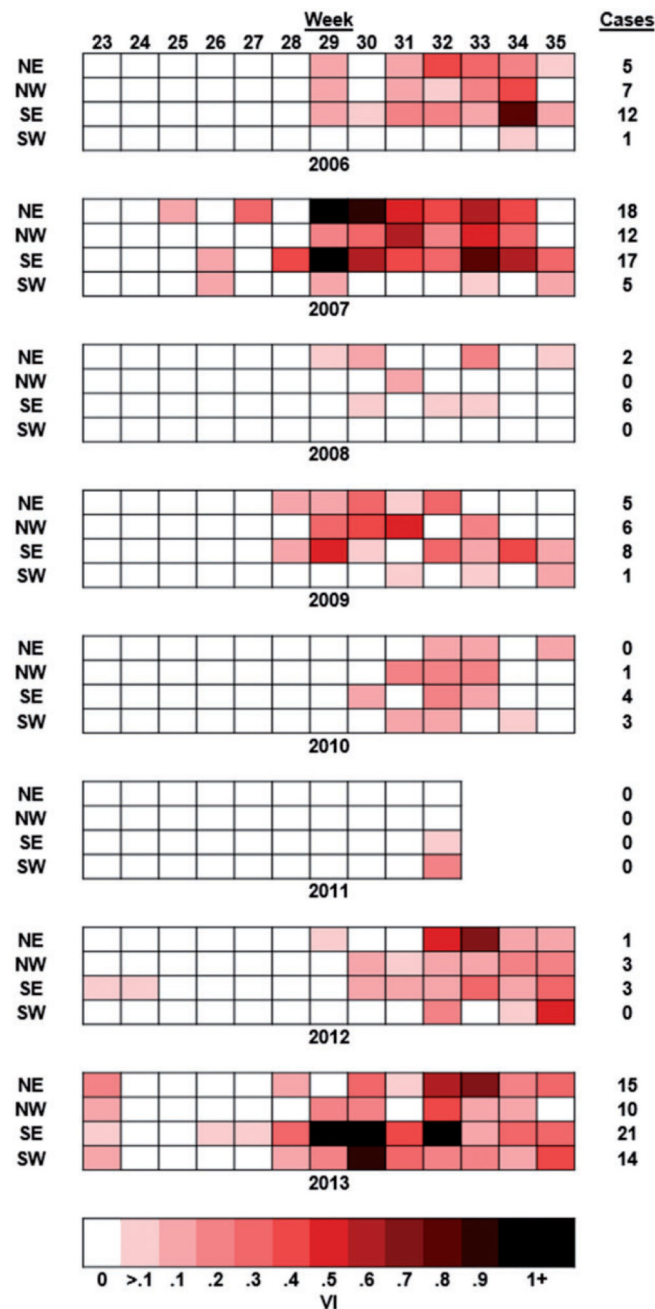 Week Cases
23 24 25 26 27 28 29 30 31 32 33 34 35
NE 5
NW 7
SE 12
SW 1
2006
NE 18
NW 12
SE 17
SW 5
2007
NE 2
NW 0
SE 6
SW 0
2008
NE 5
NW 6
SE 8
SW 1
2009
NE 0
NW 1
SE 4
SW 3
2010
NE 0
NW 0
SE 0
SW 0
2011
NE 1
NW 3
SE 3
SW 0
2012
NE 15
NW 10
SE 21
SW 14
2013
0 >.1 .1 .2 .3 .4 .5 .6 .7 .8 .9 1+
VI